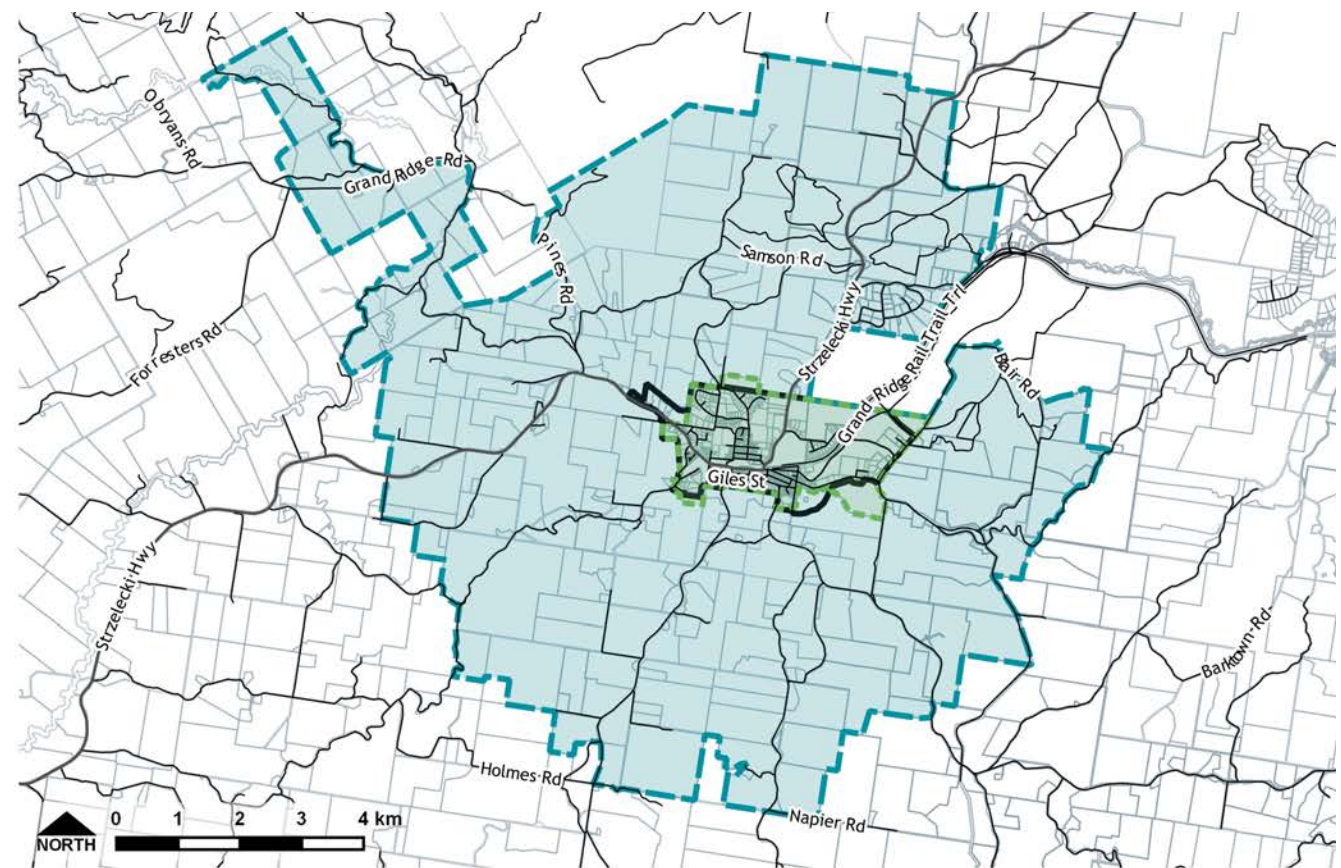 Obryans Rd
Grand Ridge Rd
Pines Rd
Samson Rd
Strzelecki Hwy
Grand Ridge Rail Trail Trl
Blair Rd
Forresters Rd
Giles St
Strzelecki Hwy
Barktown Rd
Holmes Rd
Napier Rd
NORTH
0 1 2 3 4 km